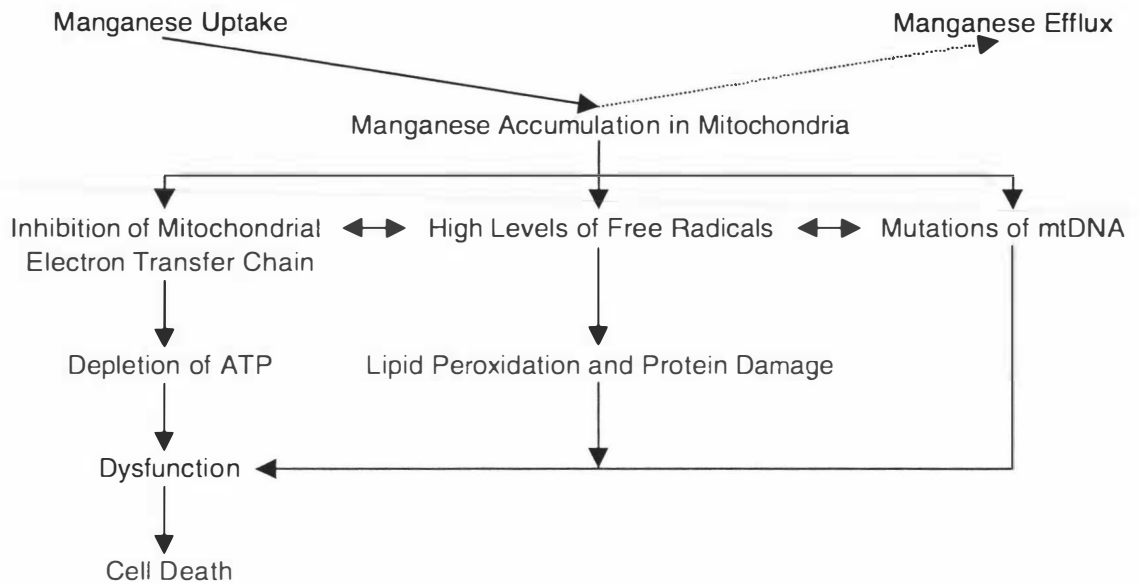 Manganese Uptake
Manganese Efflux
Manganese Accumulation in Mitochondria
Inhibition of Mitochondrial
Electron Transfer Chain
High Levels of Free Radicals
Mutations of mtDNA
Depletion of ATP
Lipid Peroxidation and Protein Damage
Dysfunction
Cell Death